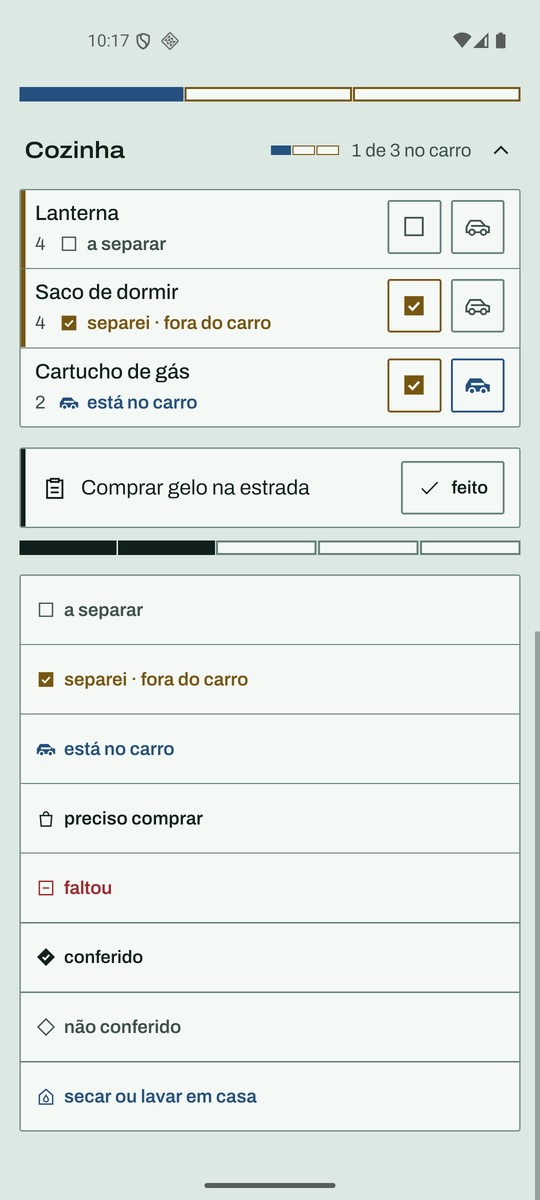 10:17
Cozinha
1 de 3 no carro
Lanterna
4 a separar
Saco de dormir
4 separei · fora do carro
Cartucho de gás
2 está no carro
Comprar gelo na estrada
feito
a separar
separei · fora do carro
está no carro
preciso comprar
faltou
conferido
não conferido
secar ou lavar em casa